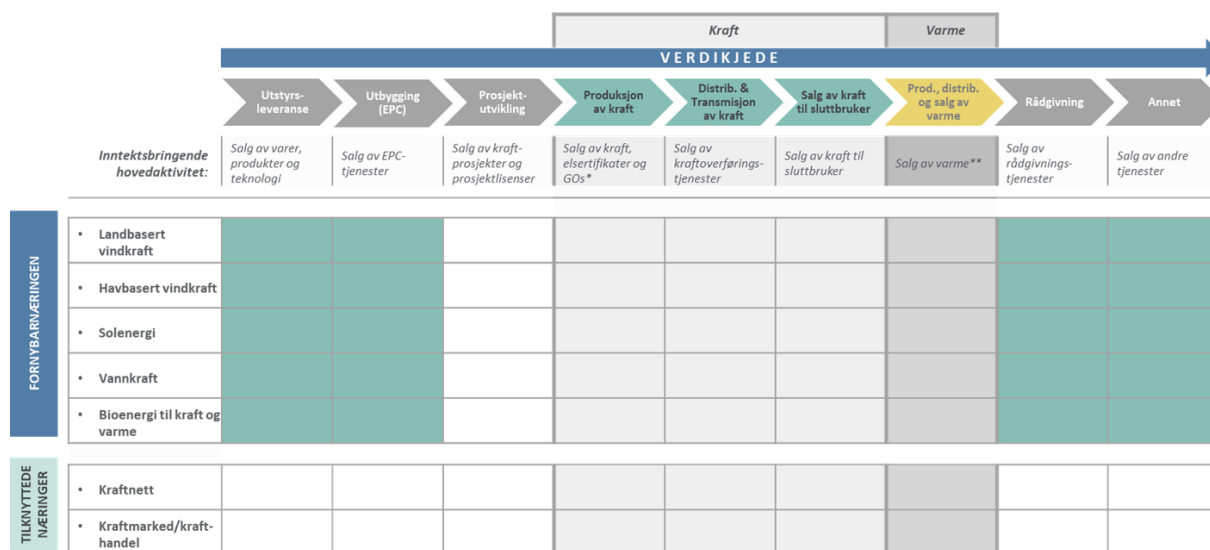 Kraft
Varme
VERDIKJEDE
Utstyrs-
leveranse
Utbygging
(EPC)
Prosjekt-
utvikling
Produksjon
av kraft
Distrib. &
Transmisjon
av kraft
Salg av kraft
til sluttbruker
Prod., distrib.
og salg av
varme
Rådgivning
Annet
Inntektsbringende
hovedaktivitet:
Salg av varer,
produkter og
teknologi
Salg av EPC-
tjenester
Salg av kraft-
prosjekter og
prosjektlisenser
Salg av kraft,
elsertifikater og
GOs*
Salg av
kraftoverførings-
tjenester
Salg av kraft til
sluttbruker
Salg av varme**
Salg av
rådgivnings-
tjenester
Salg av andre
tjenester
FORNYBARNÆRINGEN
• Landbasert
vindkraft
• Havbasert vindkraft
• Solenergi
• Vannkraft
• Bioenergi til kraft og
varme
TILKNYTTEDE
NÆRINGER
• Kraftnett
• Kraftmarked/kraft-
handel